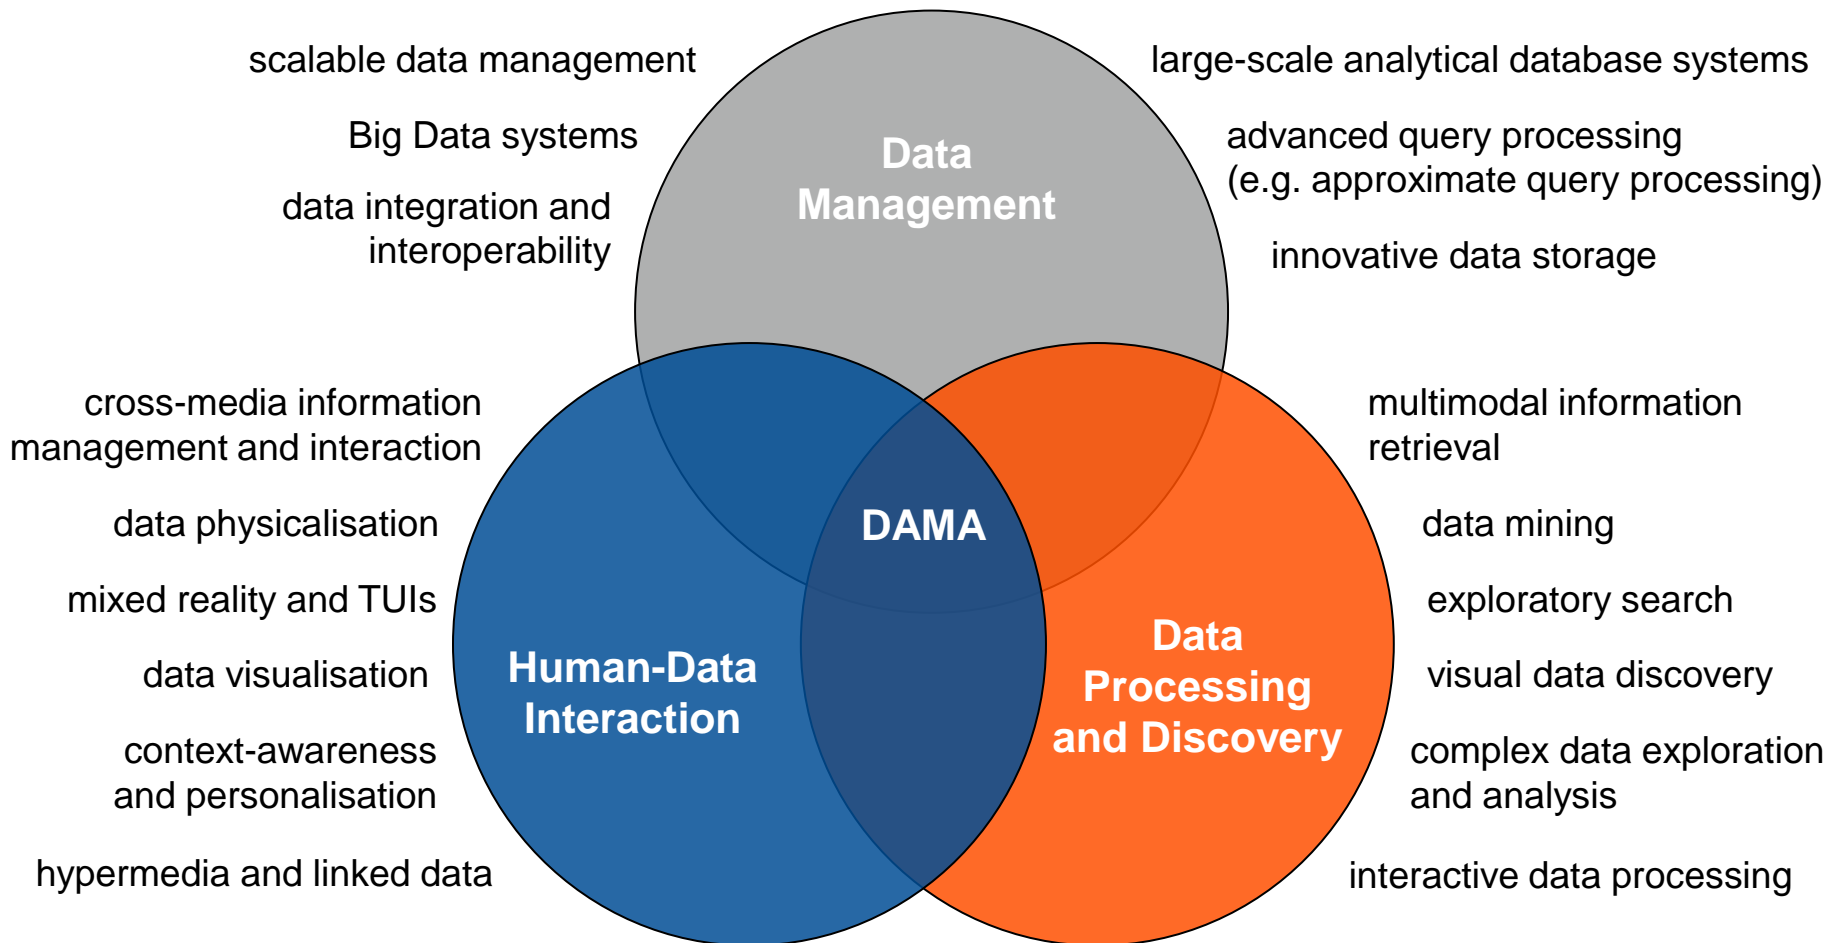 scalable data management
Big Data systems
data integration and
interoperability
large-scale analytical database systems
advanced query processing
(e.g. approximate query processing)
innovative data storage
Data
Management
cross-media information
management and interaction
data physicalisation
mixed reality and TUIs
data visualisation
context-awareness
and personalisation
hypermedia and linked data
Human-Data
Interaction
DAMA
Data
Processing
and Discovery
multimodal information
retrieval
data mining
exploratory search
visual data discovery
complex data exploration
and analysis
interactive data processing